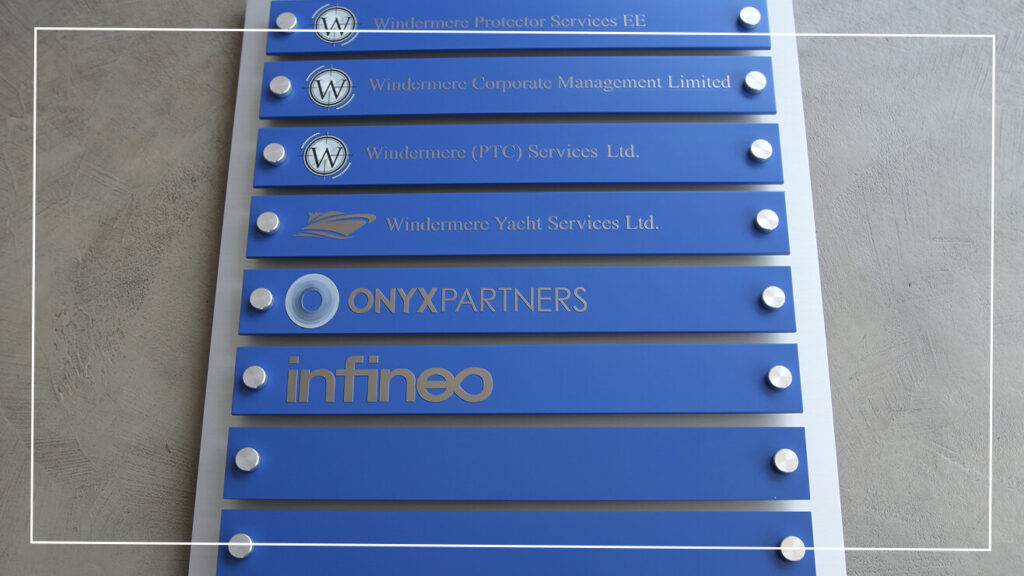 W Windermere Protector Services EE
W Windermere Corporate Management Limited
W Windermere (PTC) Services Ltd.
Windermere Yacht Services Ltd.
ONYXPARTNERS
infineo